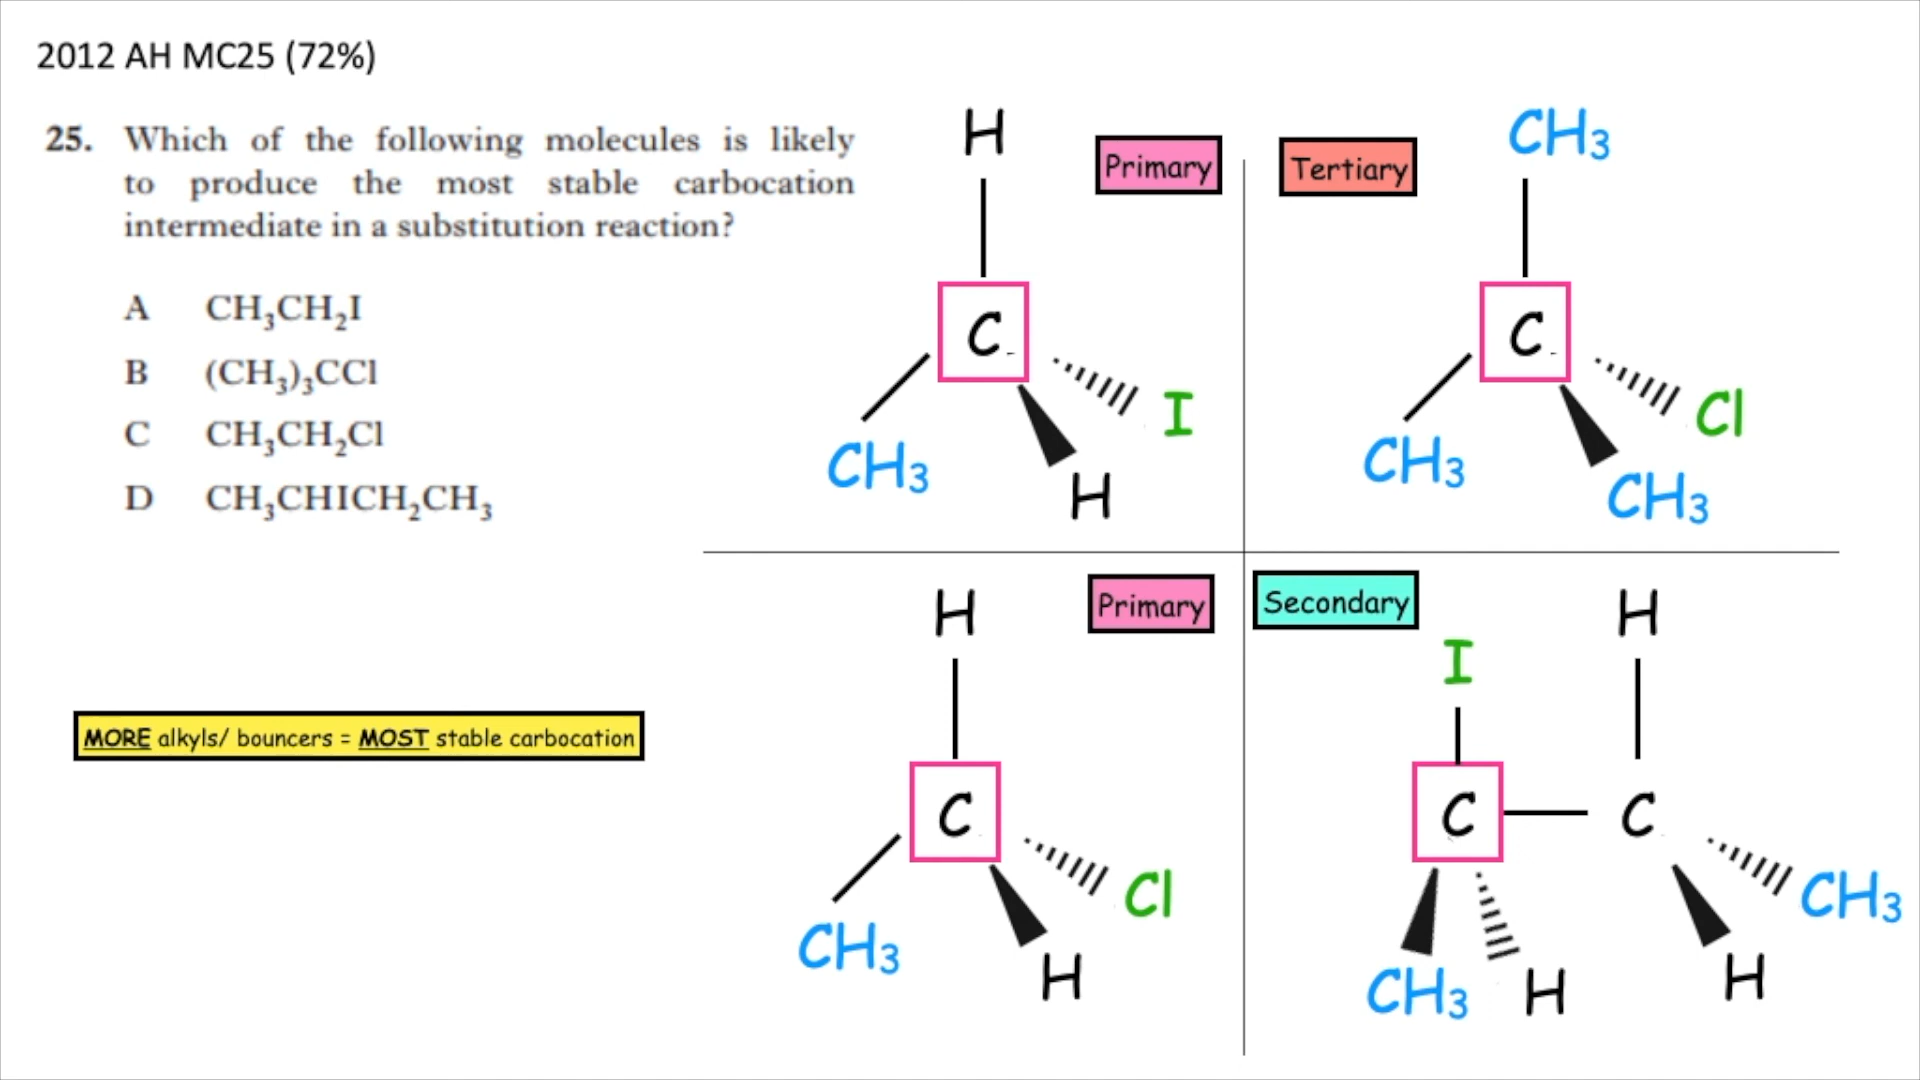 2012 AH MC25 (72%)
25. Which of the following molecules is likely
to produce the most stable carbocation
intermediate in a substitution reaction?
A CH₃CH₂I
B (CH₃)₃CCl
C CH₃CH₂Cl
D CH₃CHICH₂CH₃
MORE alkyls/ bouncers = MOST stable carbocation
Primary
H
C
I
CH₃
H
Tertiary
CH₃
C
Cl
CH₃
CH₃
Primary
H
C
Cl
CH₃
H
Secondary
I
H
C
C
CH₃
CH₃
H
H